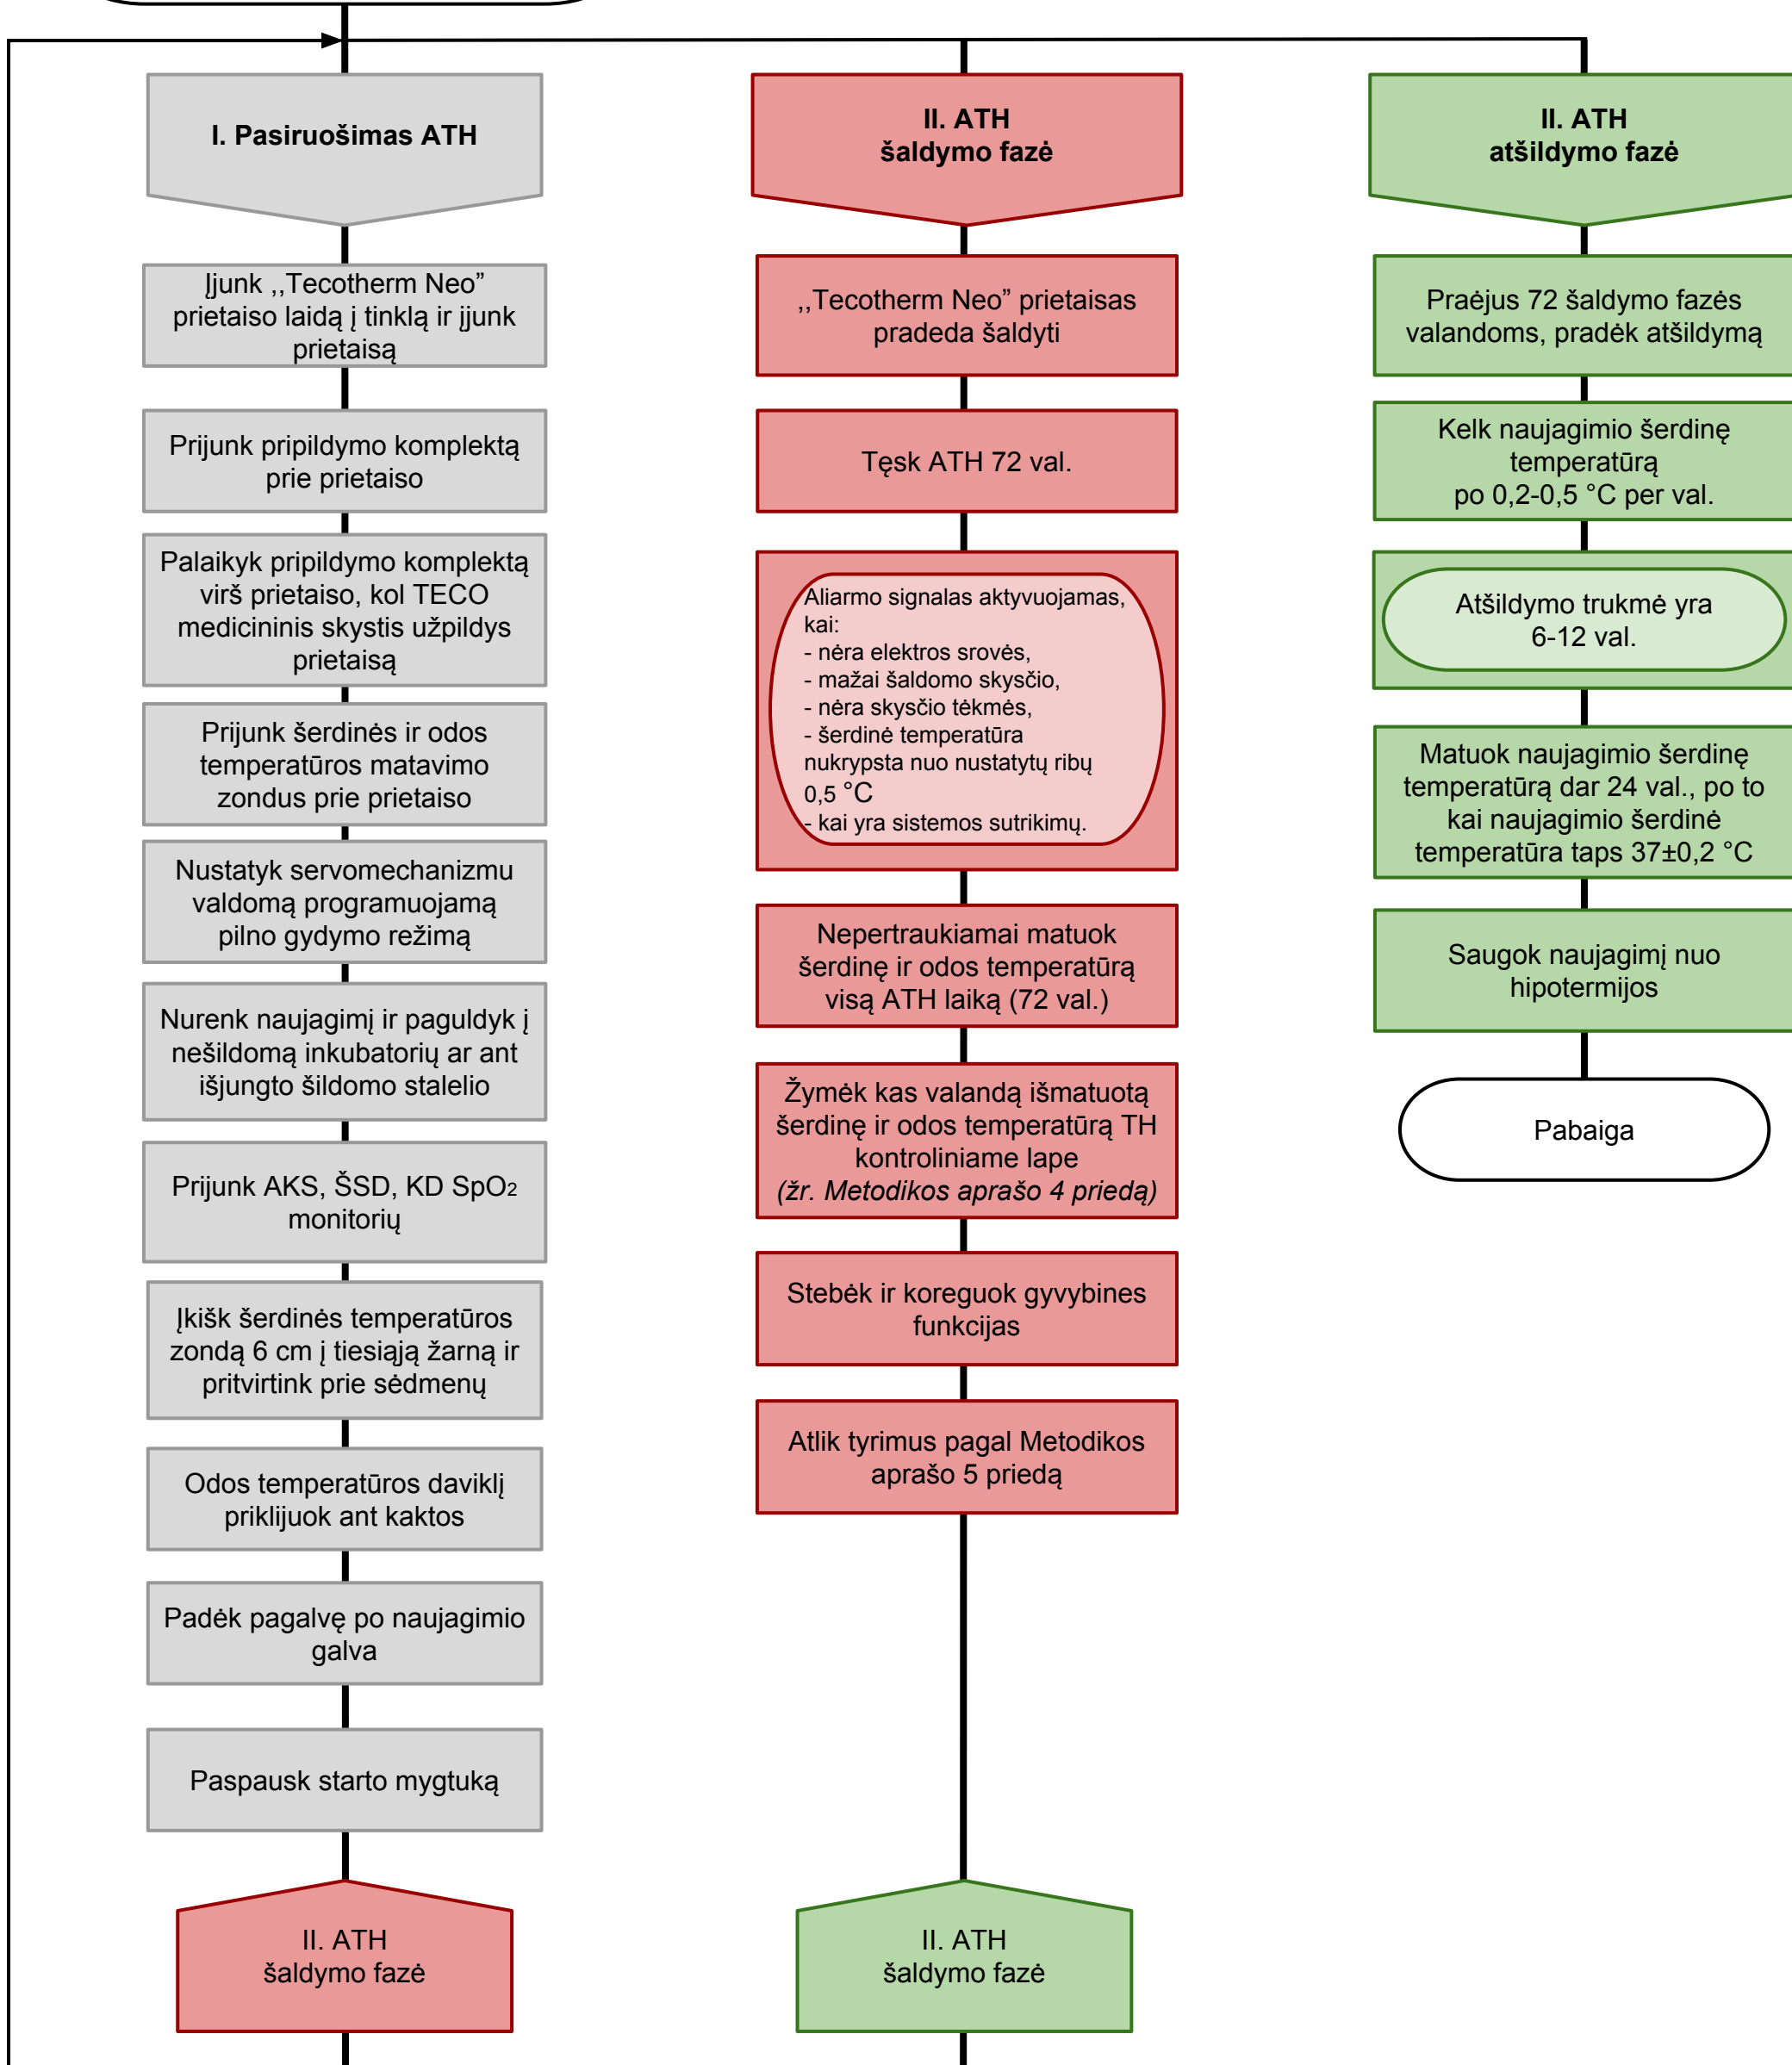 I. Pasiruošimas ATH
Įjunk ,,Tecotherm Neo”
prietaiso laidą į tinklą ir įjunk
prietaisą
Prijunk pripildymo komplektą
prie prietaiso
Palaikyk pripildymo komplektą
virš prietaiso, kol TECO
medicininis skystis užpildys
prietaisą
Prijunk šerdinės ir odos
temperatūros matavimo
zondus prie prietaiso
Nustatyk servomechanizmu
valdomą programuojamą
pilno gydymo režimą
Nurenk naujagimį ir paguldyk į
nešildomą inkubatorių ar ant
išjungto šildomo stalelio
Prijunk AKS, ŠSD, KD SpO2
monitorių
Įkišk šerdinės temperatūros
zondą 6 cm į tiesiąją žarną ir
pritvirtink prie sėdmenų
Odos temperatūros daviklį
priklijuok ant kaktos
Padėk pagalvę po naujagimio
galva
Paspausk starto mygtuką
II. ATH
šaldymo fazė
II. ATH
šaldymo fazė
,,Tecotherm Neo” prietaisas
pradeda šaldyti
Tęsk ATH 72 val.
Aliarmo signalas aktyvuojamas,
kai:
- nėra elektros srovės,
- mažai šaldomo skysčio,
- nėra skysčio tėkmės,
- šerdinė temperatūra
nukrypsta nuo nustatytų ribų
0,5 °C
- kai yra sistemos sutrikimų.
Nepertraukiamai matuok
šerdinę ir odos temperatūrą
visą ATH laiką (72 val.)
Žymėk kas valandą išmatuotą
šerdinę ir odos temperatūrą TH
kontroliniame lape
(žr. Metodikos aprašo 4 priedą)
Stebėk ir koreguok gyvybines
funkcijas
Atlik tyrimus pagal Metodikos
aprašo 5 priedą
II. ATH
šaldymo fazė
II. ATH
atšildymo fazė
Praėjus 72 šaldymo fazės
valandoms, pradėk atšildymą
Kelk naujagimio šerdinę
temperatūrą
po 0,2-0,5 °C per val.
Atšildymo trukmė yra
6-12 val.
Matuok naujagimio šerdinę
temperatūrą dar 24 val., po to
kai naujagimio šerdinė
temperatūra taps 37±0,2 °C
Saugok naujagimį nuo
hipotermijos
Pabaiga